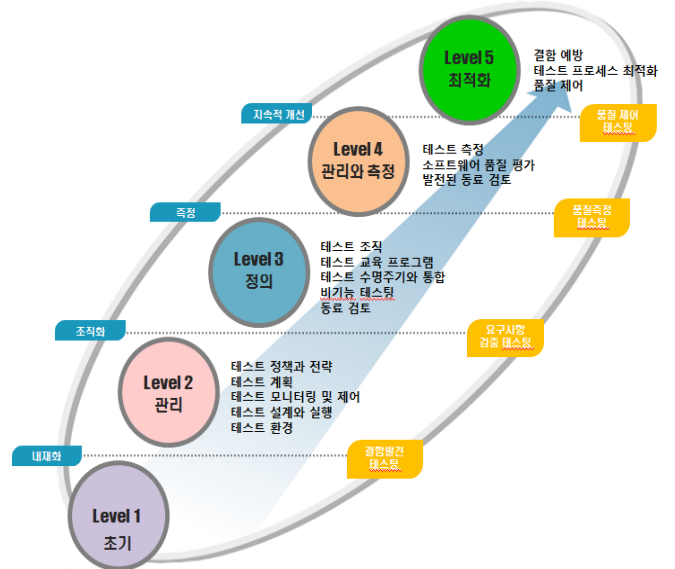 Level 5
최적화
결함 예방
테스트 프로세스 최적화
품질 제어
지속적 개선
품질 제어
테스팅
Level 4
관리와 측정
테스트 측정
소프트웨어 품질 평가
발전된 동료 검토
측정
품질측정
테스팅
Level 3
정의
테스트 조직
테스트 교육 프로그램
테스트 수명주기와 통합
비기능 테스팅
동료 검토
조직화
요구사항
검증 테스팅
Level 2
관리
테스트 정책과 전략
테스트 계획
테스트 모니터링 및 제어
테스트 설계와 실행
테스트 환경
내재화
결함발견
테스팅
Level 1
초기